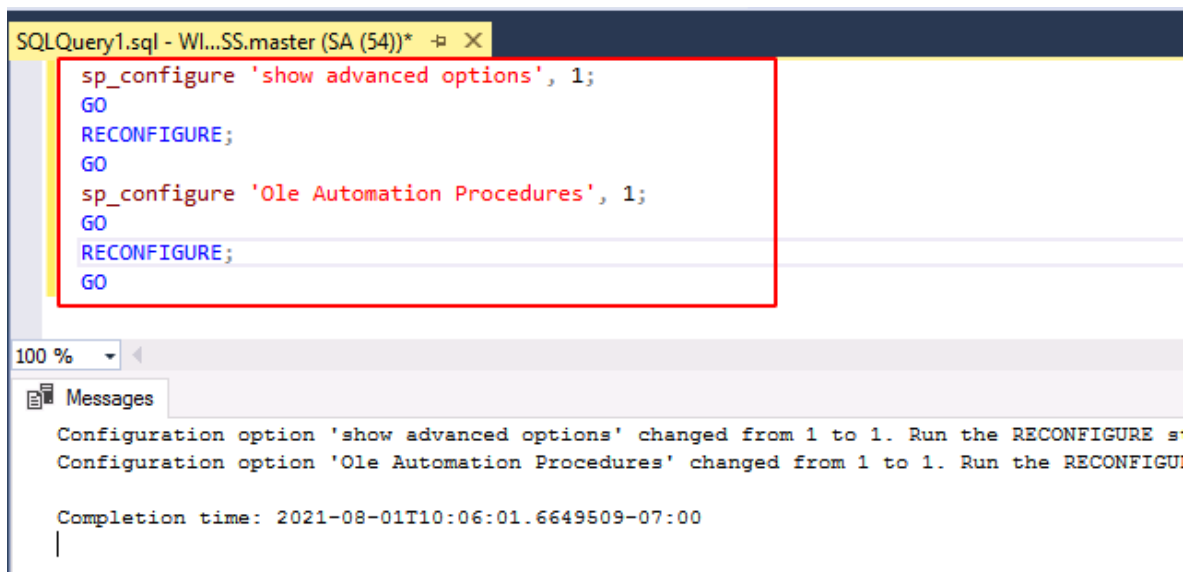 SQLQuery1.sql - WI...SS.master (SA (54))*
sp_configure 'show advanced options', 1;
GO
RECONFIGURE;
GO
sp_configure 'Ole Automation Procedures', 1;
GO
RECONFIGURE;
GO
100 %
Messages
Configuration option 'show advanced options' changed from 1 to 1. Run the RECONFIGURE
Configuration option 'Ole Automation Procedures' changed from 1 to 1. Run the
Completion time: 2021-08-01T10:06:01.6649509-07:00